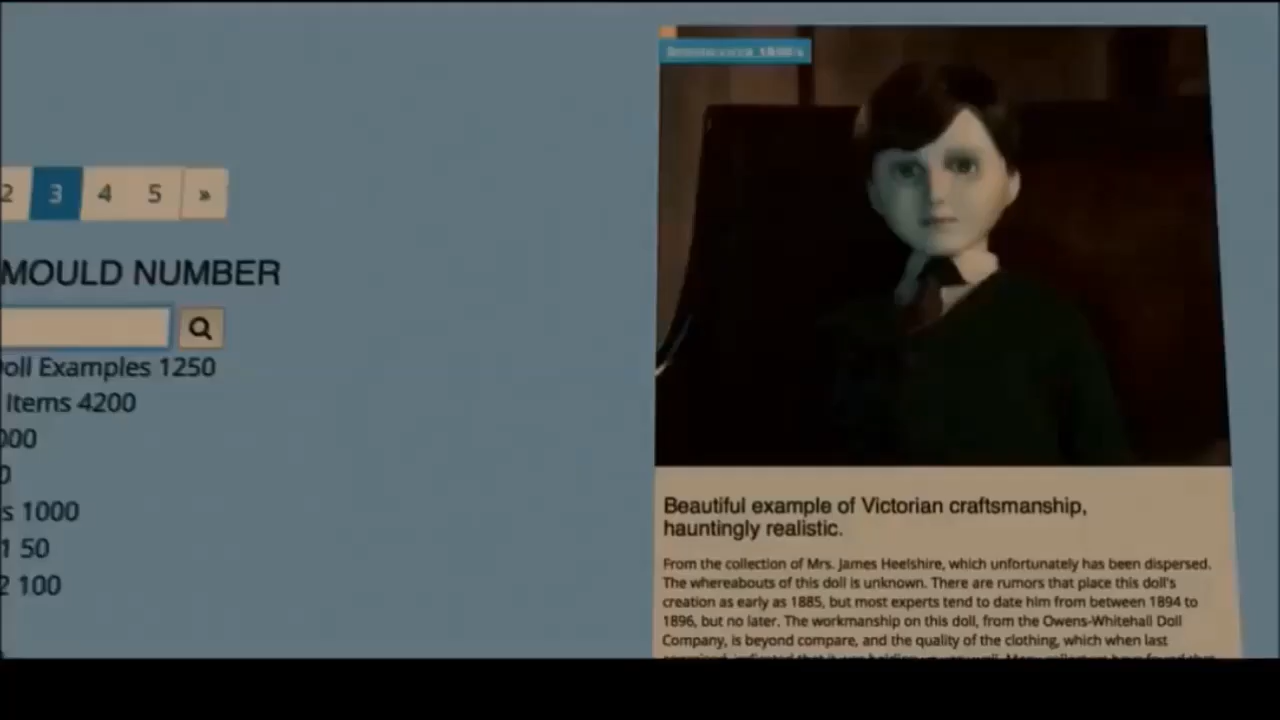 2 3 4 5 »
MOULD NUMBER
oll Examples 1250
Items 4200
000
0
s 1000
1 50
2 100
Beautiful example of Victorian craftsmanship,
hauntingly realistic.
From the collection of Mrs. James Heelshire, which unfortunately has been dispersed.
The whereabouts of this doll is unknown. There are rumors that place this doll's
creation as early as 1885, but most experts tend to date him from between 1894 to
1896, but no later. The workmanship on this doll, from the Owens-Whitehall Doll
Company, is beyond compare, and the quality of the clothing, which when last